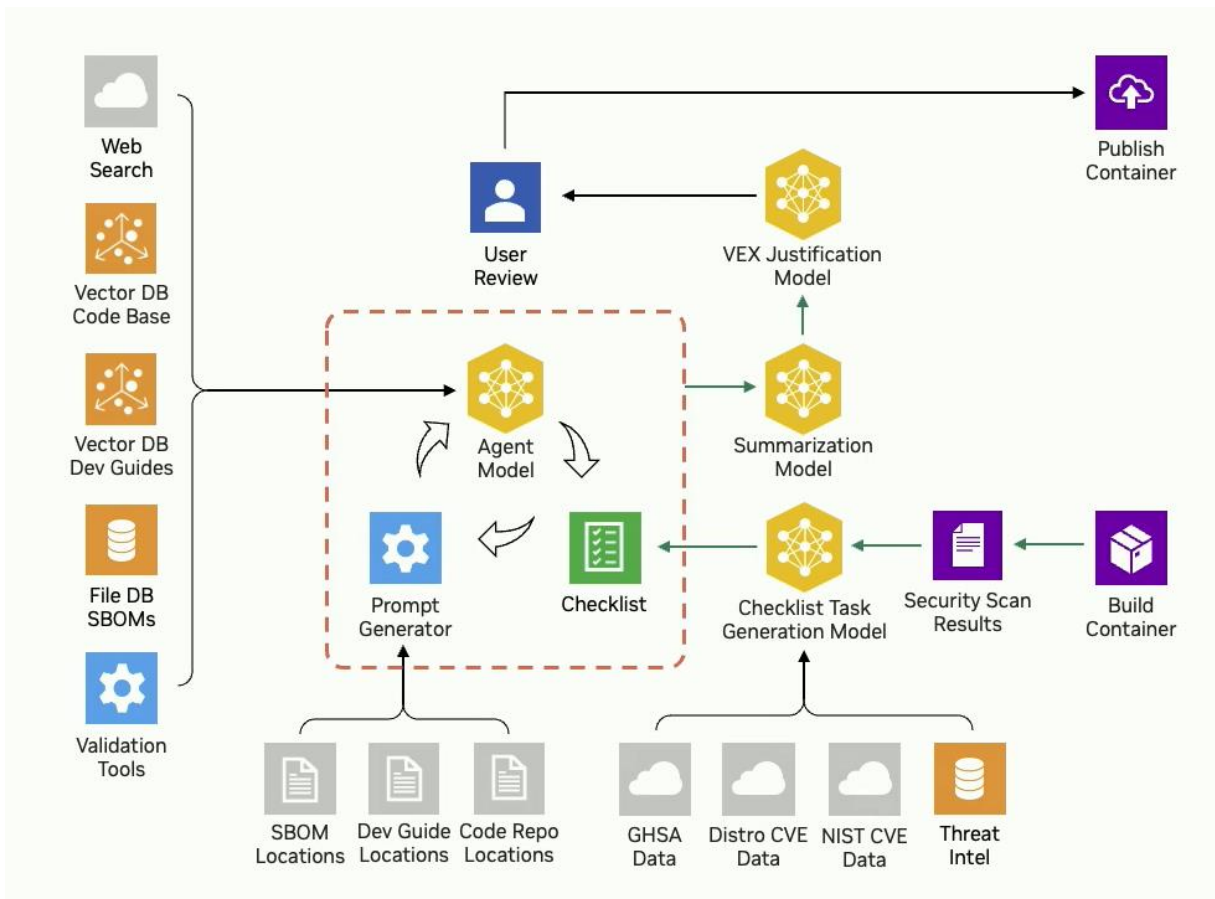 Web
Search
Vector DB
Code Base
Vector DB
Dev Guides
File DB
SBOMs
Validation
Tools
User
Review
VEX Justification
Model
Publish
Container
Agent
Model
Summarization
Model
Prompt
Generator
Checklist
Checklist Task
Generation Model
Security Scan
Results
Build
Container
SBOM
Locations
Dev Guide
Locations
Code Repo
Locations
GHSA
Data
Distro CVE
Data
NIST CVE
Data
Threat
Intel